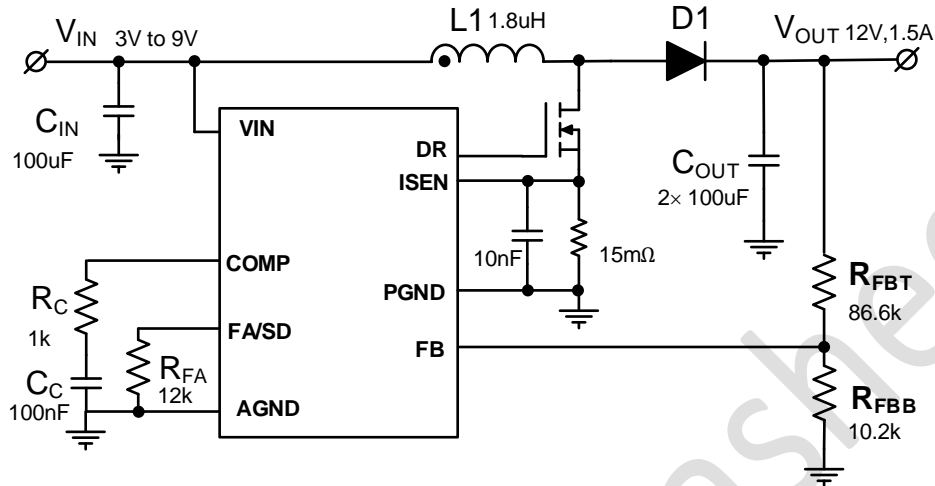 L1 1.8uH
D1
VIN 3V to 9V
VOUT 12V,1.5A
CIN
100uF
VIN
DR
ISEN
COUT
2× 100uF
10nF
15mΩ
COMP
PGND
RC
1k
FA/SD
RFA
12k
FB
RFBT
86.6k
CC
100nF
AGND
RFBB
10.2k